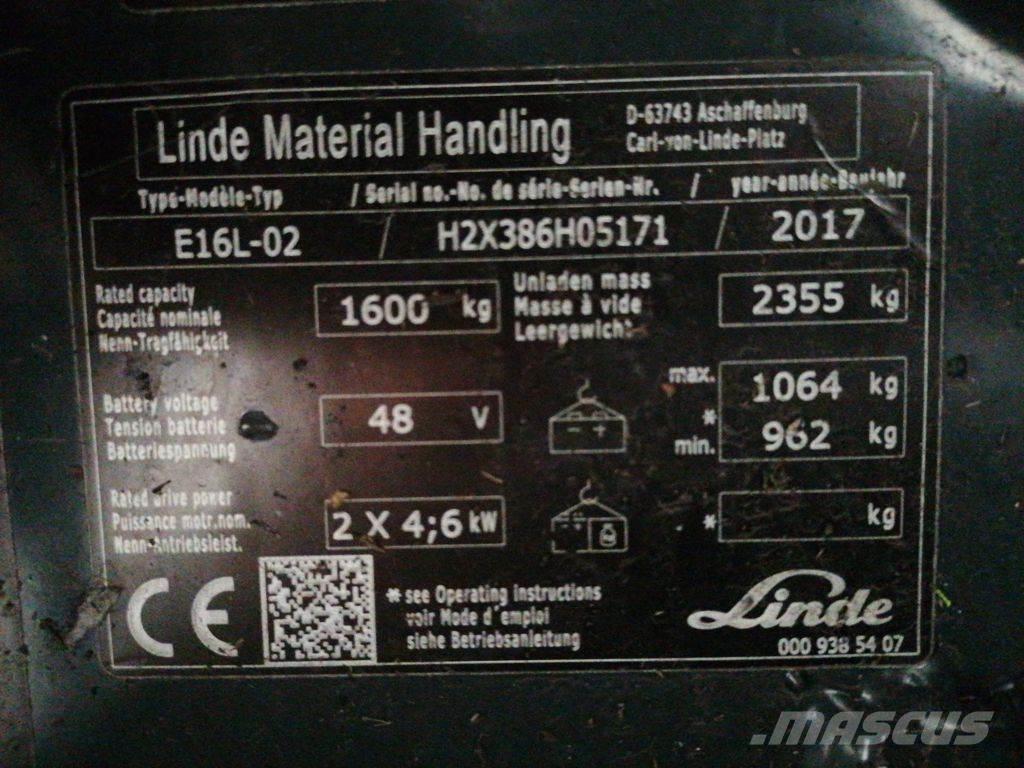 Linde Material Handling
D-63743 Aschaffenburg
Carl-von-Linde-Platz
Type-Modèle-Typ / Serial no.-No. de série-Serien-Nr. / year-année-Baujahr
E16L-02 / H2X386H05171 / 2017
Rated capacity
Capacité nominale
Nenn-Tragfähigkeit
1600 kg
Unladen mass
Masse à vide
Leergewicht
2355 kg
Battery voltage
Tension batterie
Batteriespannung
48 V
- +
max. 1064 kg
*
min. 962 kg
Rated drive power
Puissance motr.nom.
Nenn-Antriebsleist.
2 X 4;6 kW
* kg
CE
* see Operating instructions
voir Mode d'emploi
siehe Betriebsanleitung
Linde
000 938 54 07
.MASCUS